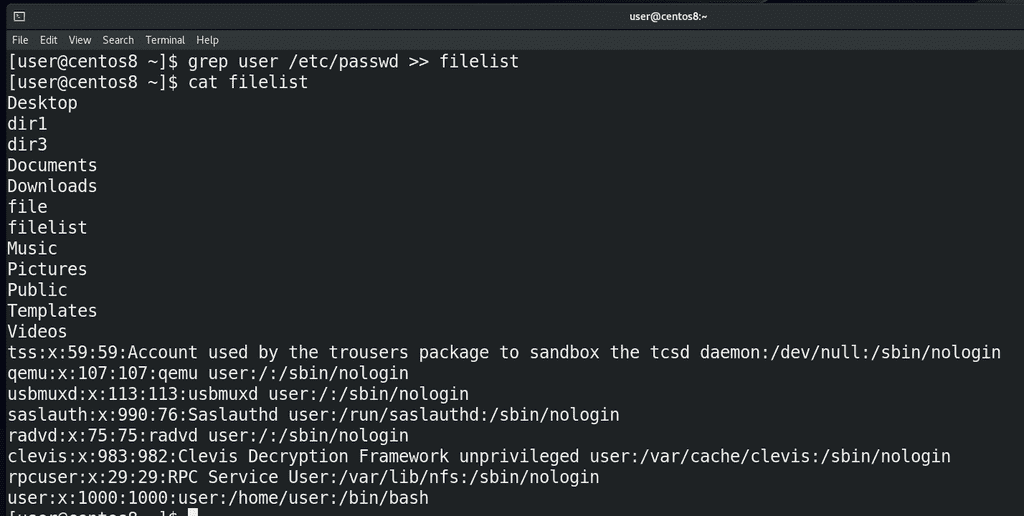 user@centos8:~
File Edit View Search Terminal Help
[user@centos8 ~]$ grep user /etc/passwd >> filelist
[user@centos8 ~]$ cat filelist
Desktop
dir1
dir3
Documents
Downloads
file
filelist
Music
Pictures
Public
Templates
Videos
tss:x:59:59:Account used by the trousers package to sandbox the tcsd daemon:/dev/null:/sbin/nologin
qemu:x:107:107:qemu user:/:/sbin/nologin
usbmuxd:x:113:113:usbmuxd user:/:/sbin/nologin
saslauth:x:990:76:Saslauthd user:/run/saslauthd:/sbin/nologin
radvd:x:75:75:radvd user:/:/sbin/nologin
clevis:x:983:982:Clevis Decryption Framework unprivileged user:/var/cache/clevis:/sbin/nologin
rpcuser:x:29:29:RPC Service User:/var/lib/nfs:/sbin/nologin
user:x:1000:1000:user:/home/user:/bin/bash
[user@centos8 ~]$